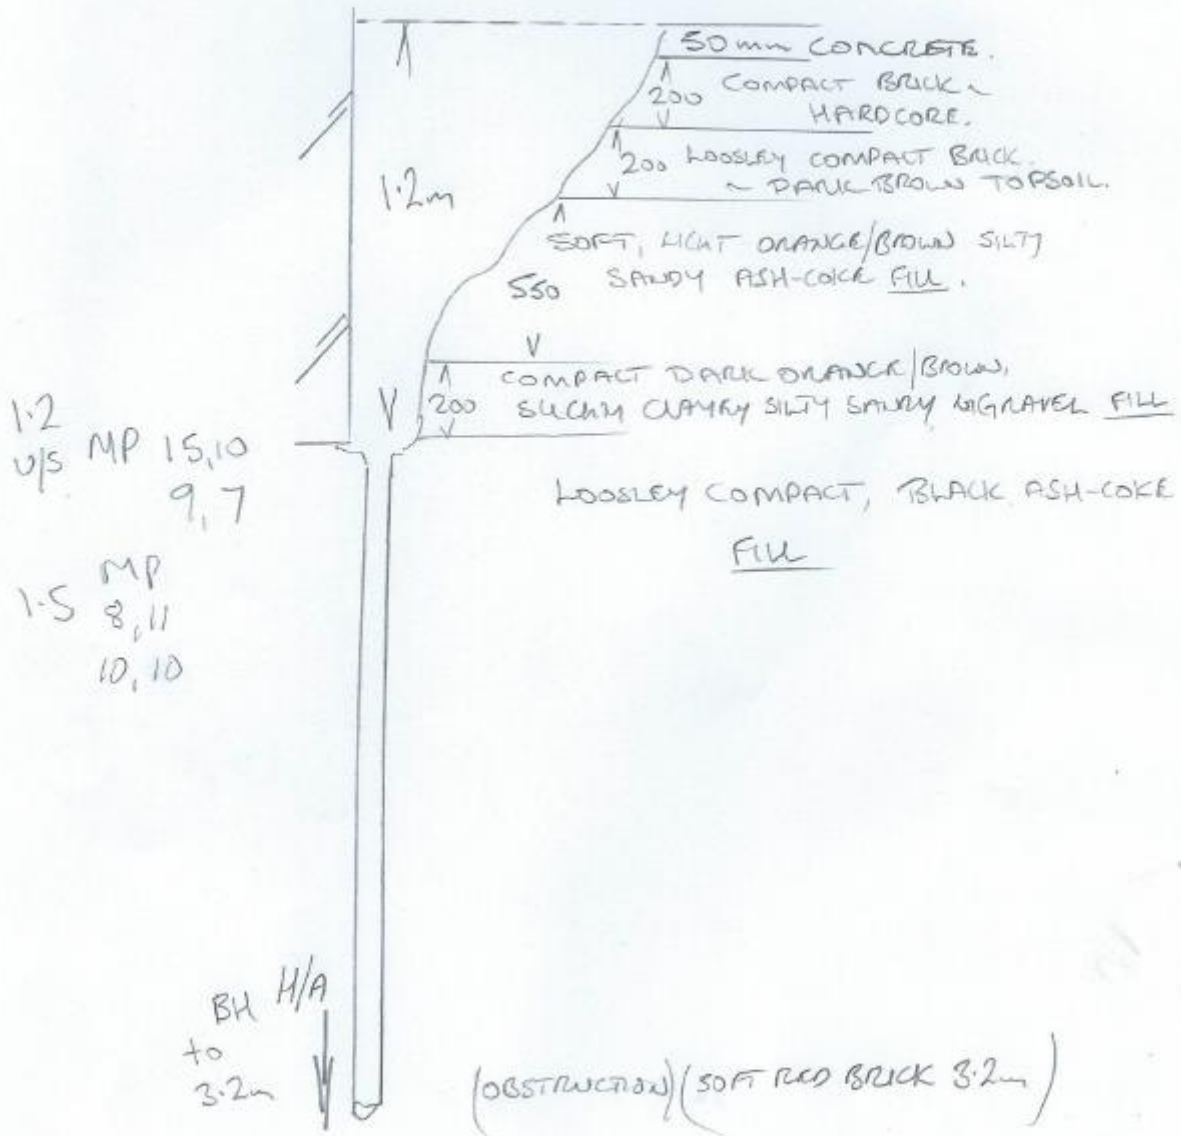 50mm CONCRETE.
200 COMPACT BRICK ~
HARDCORE.
200 LOOSLEY COMPACT BRICK.
~ DARK BROWN TOPSOIL.
1.2m
SOFT, LIGHT ORANGE/BROWN SILTY
SANDY ASH-COKE FILL.
550
COMPACT DARK ORANGE/BROWN,
200 CLAYEY SILTY SANDY GRAVEL FILL
1.2
U/S MP 15,10
9,7
LOOSLEY COMPACT, BLACK ASH-COKE
FILL
1.5 MP
8,11
10,10
BH H/A
to
3.2m
(OBSTRUCTION) (SOFT RED BRICK 3.2m)